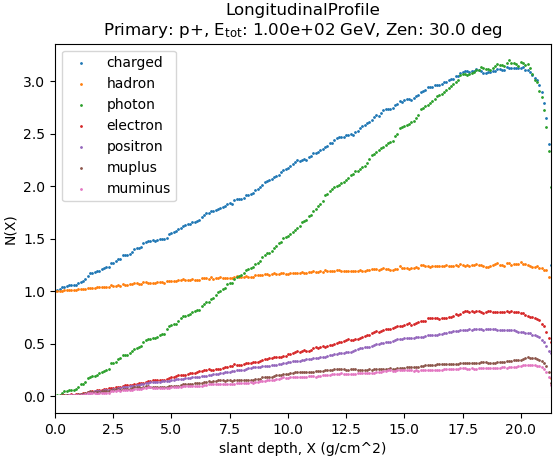 LongitudinalProfile
Primary: p+, E_tot: 1.00e+02 GeV, Zen: 30.0 deg
charged
hadron
photon
electron
positron
muplus
muminus
N(X)
3.0
2.5
2.0
1.5
1.0
0.5
0.0
0.0 2.5 5.0 7.5 10.0 12.5 15.0 17.5 20.0
slant depth, X (g/cm^2)